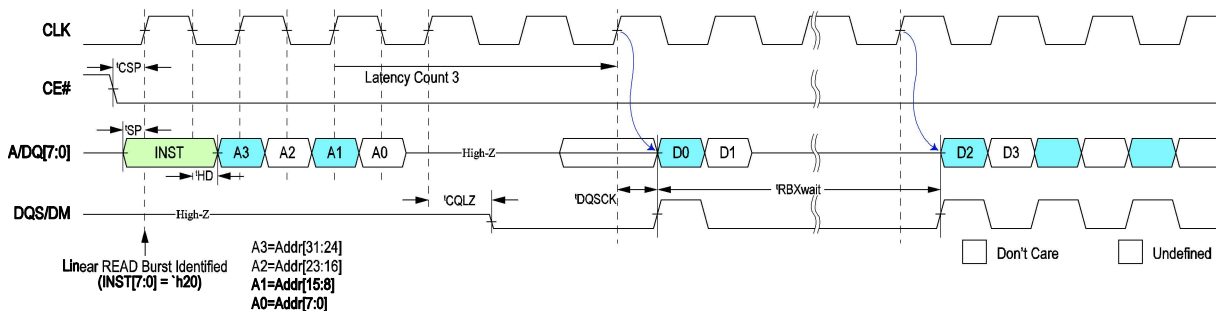 CLK
tCSP
Latency Count 3
CE#
tSP
A/DQ[7:0]
INST
A3
A2
A1
A0
High-Z
D0
D1
D2
D3
tHD
tCQLZ
tDQSCK
tRBXwait
DQS/DM
High-Z
Linear READ Burst Identified
(INST[7:0] = `h20)
A3=Addr[31:24]
A2=Addr[23:16]
A1=Addr[15:8]
A0=Addr[7:0]
Don't Care
Undefined